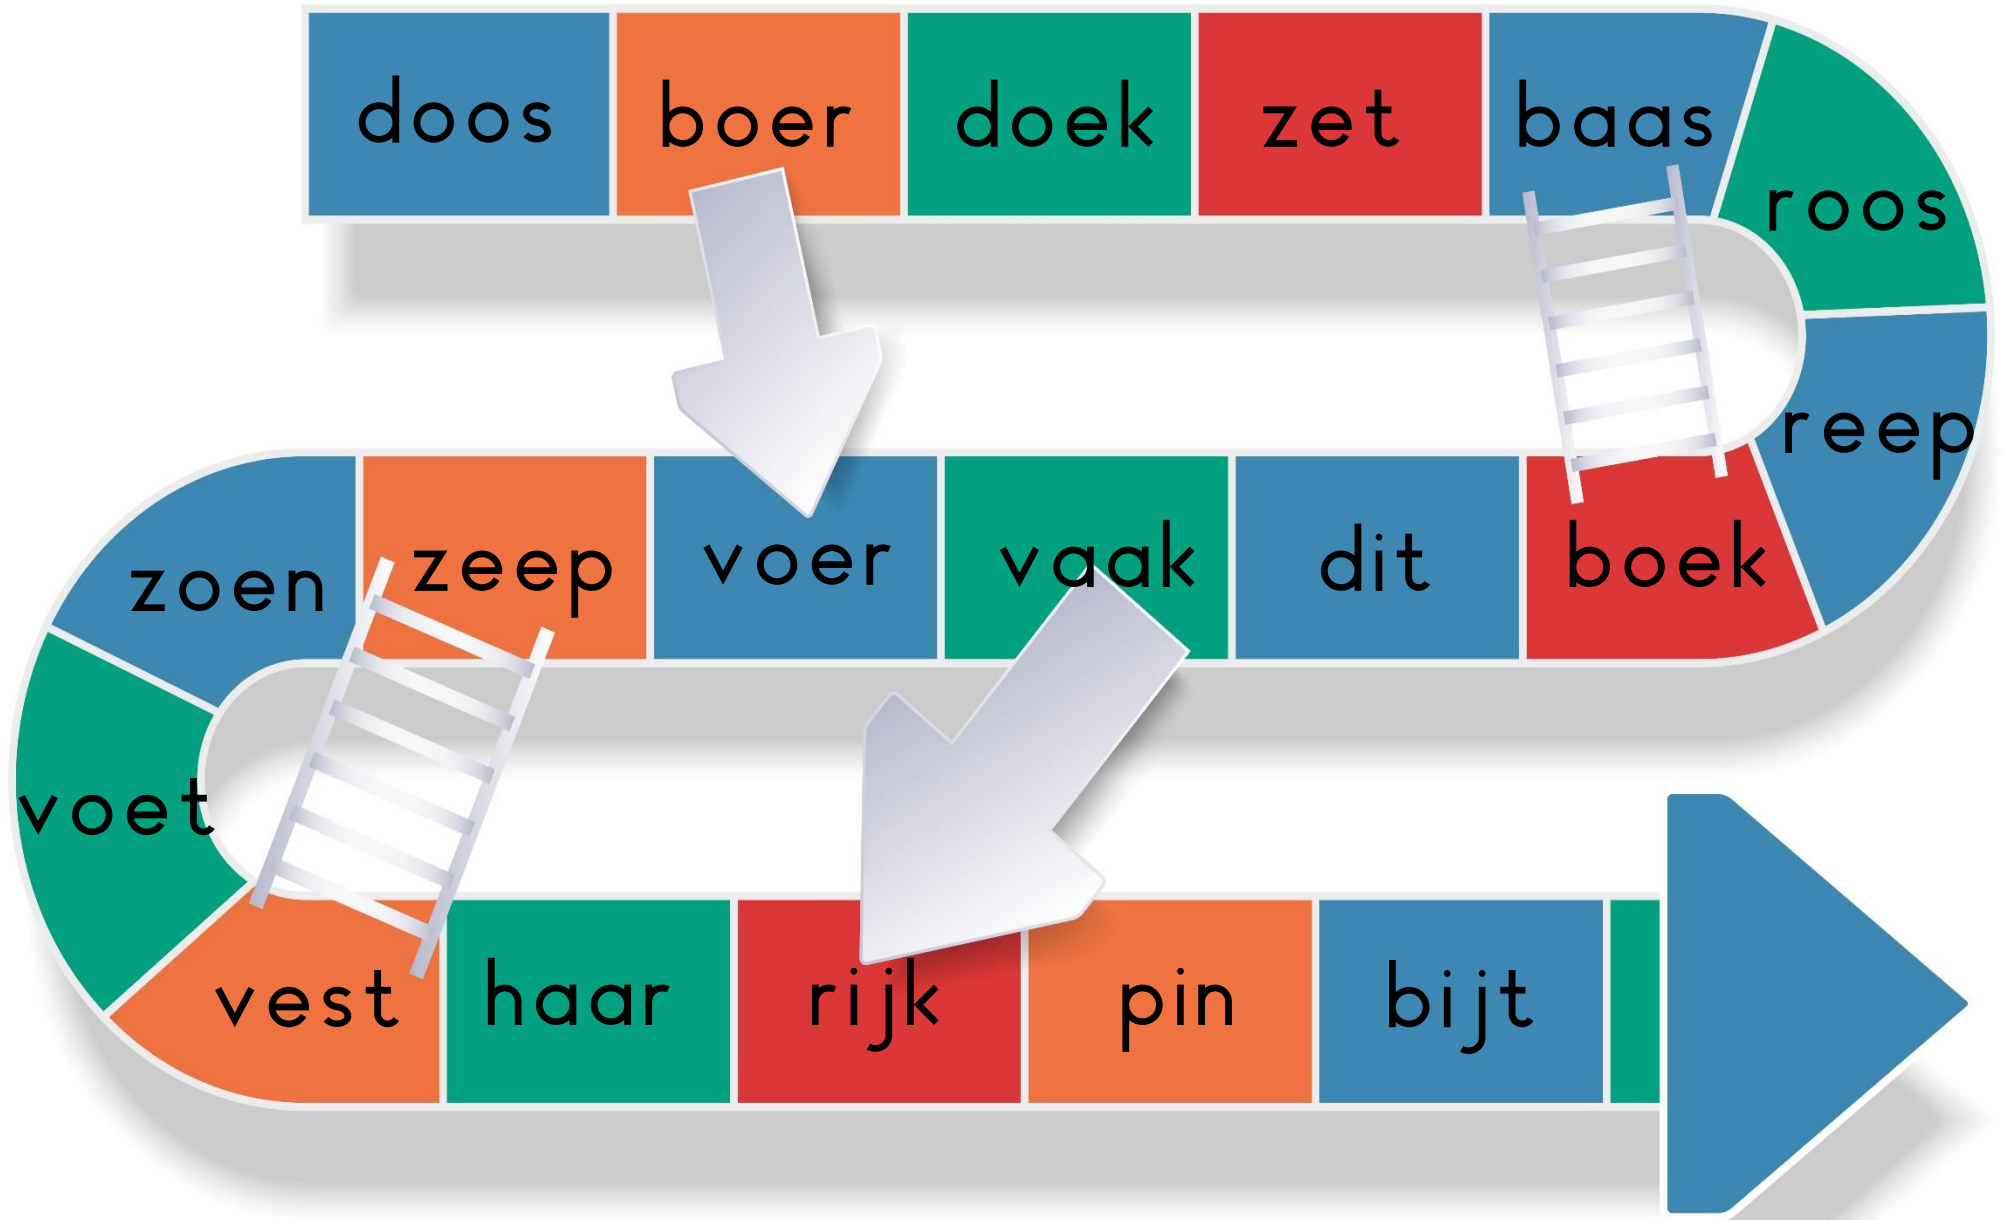 doos boer doek zet baas
roos
reep
zoen zeep voer vaak dit boek
voet
vest haar rijk pin bijt